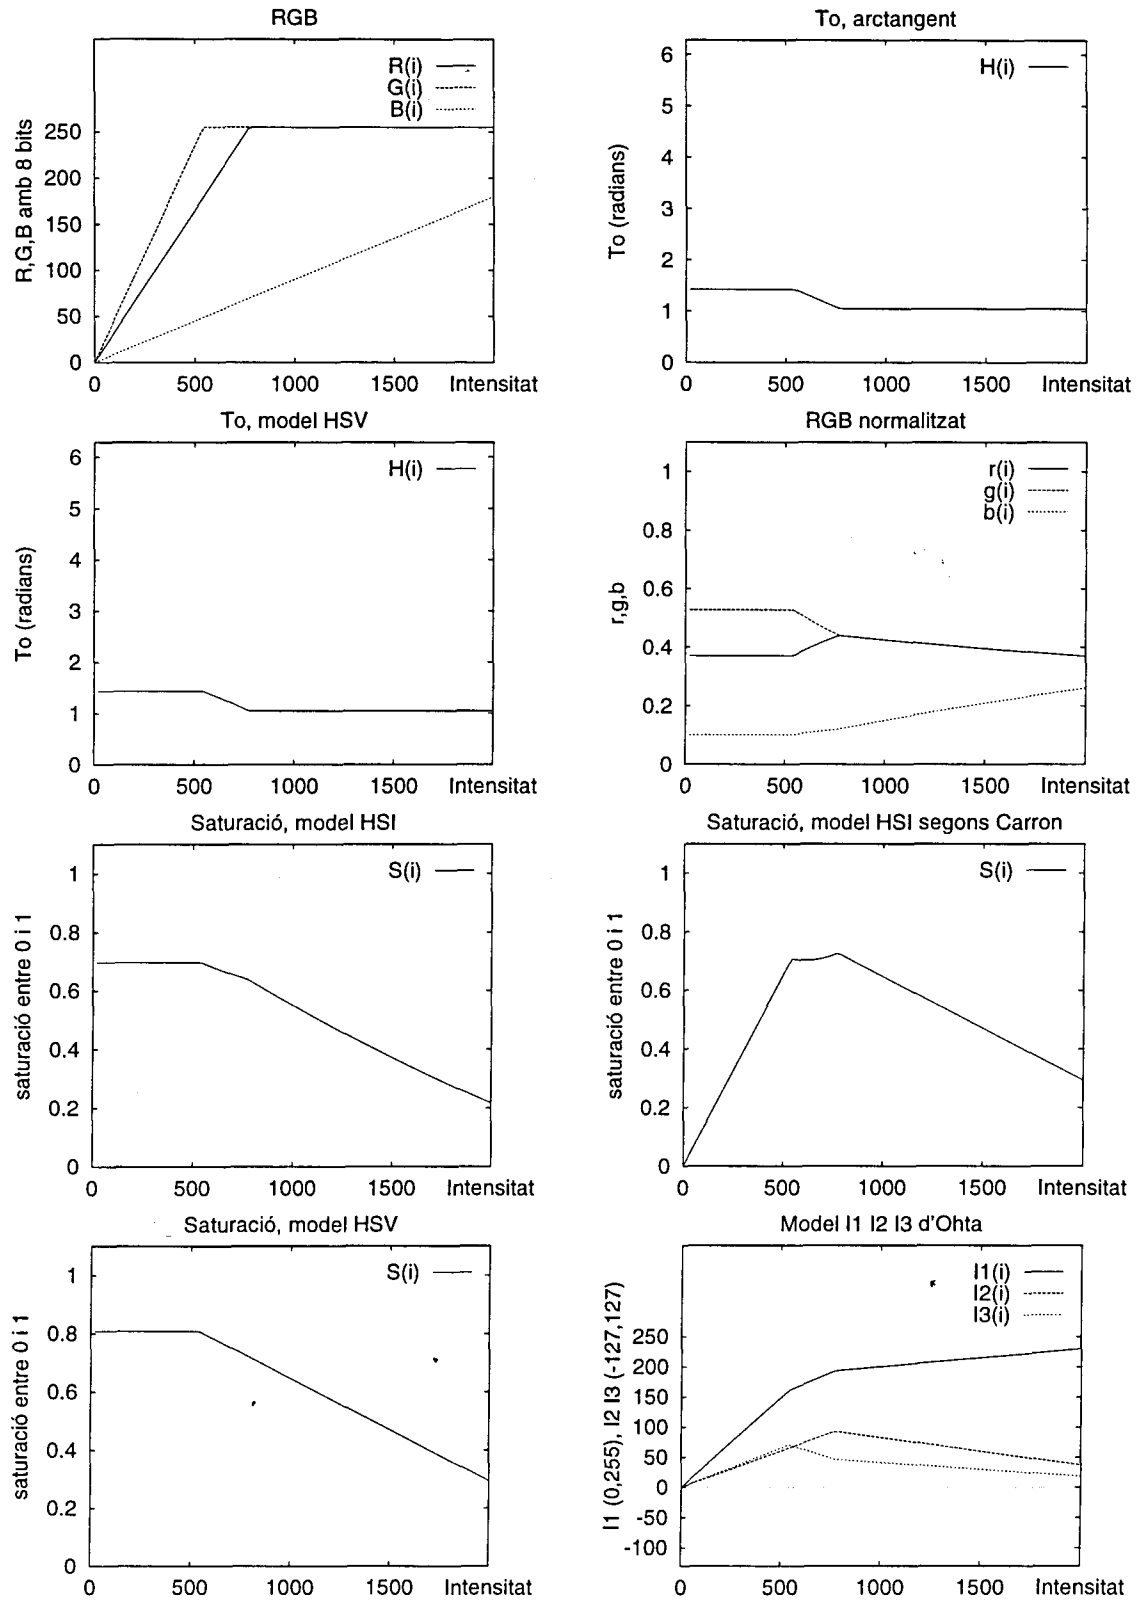 RGB
R(i)
G(i)
B(i)
R,G,B amb 8 bits
250
200
150
100
50
0
0 500 1000 1500 Intensitat
To, arctangent
H(i)
To (radians)
6
5
4
3
2
1
0
0 500 1000 1500 Intensitat
To, model HSV
H(i)
To (radians)
6
5
4
3
2
1
0
0 500 1000 1500 Intensitat
RGB normalitzat
r(i)
g(i)
b(i)
r,g,b
1
0.8
0.6
0.4
0.2
0
0 500 1000 1500 Intensitat
Saturació, model HSI
S(i)
saturació entre 0 i 1
1
0.8
0.6
0.4
0.2
0
0 500 1000 1500 Intensitat
Saturació, model HSI segons Carron
S(i)
saturació entre 0 i 1
1
0.8
0.6
0.4
0.2
0
0 500 1000 1500 Intensitat
Saturació, model HSV
S(i)
saturació entre 0 i 1
1
0.8
0.6
0.4
0.2
0
0 500 1000 1500 Intensitat
Model I1 I2 I3 d'Ohta
I1(i)
I2(i)
I3(i)
I1 (0,255), I2 I3 (-127,127)
250
200
150
100
50
0
-50
-100
0 500 1000 1500 Intensitat